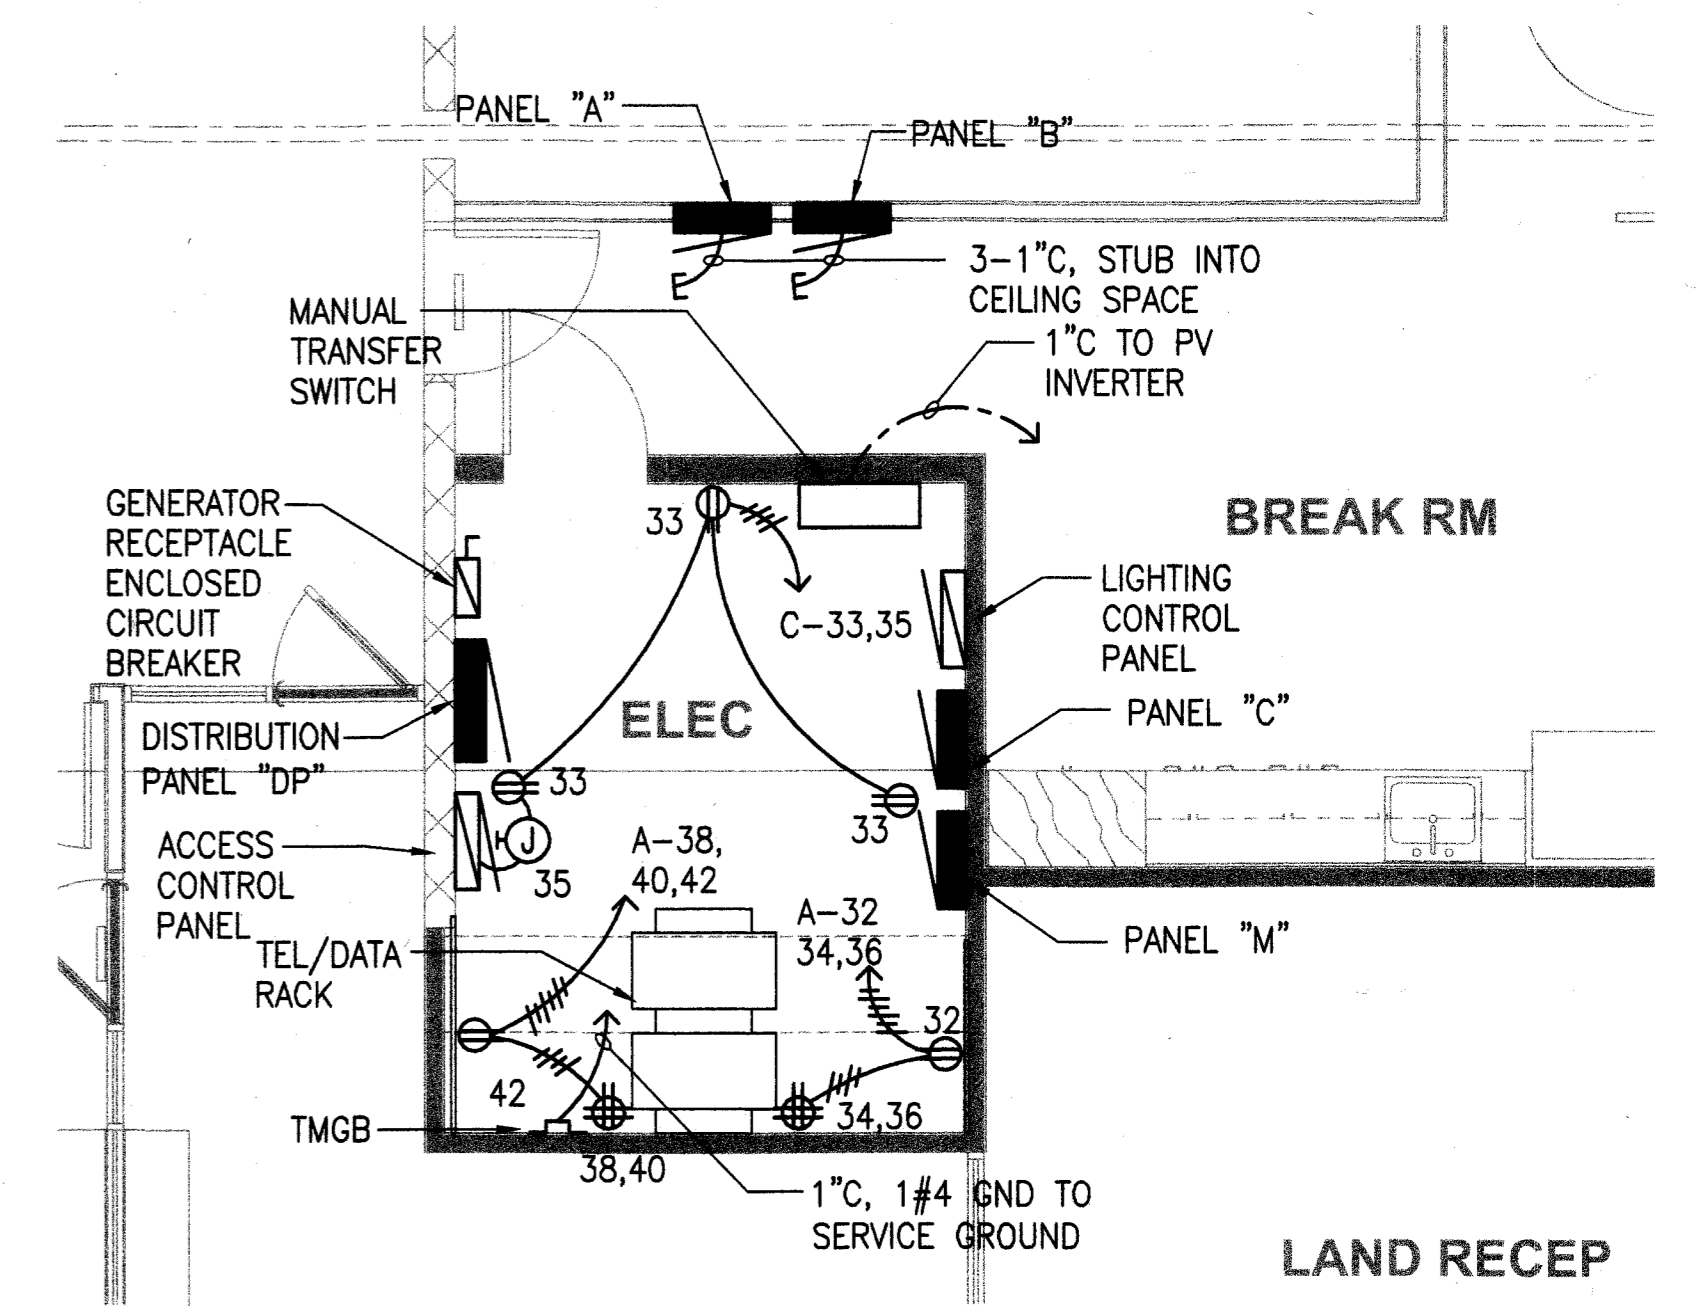 PANEL "A"
PANEL "B"
3-1"C, STUB INTO
CEILING SPACE
MANUAL
TRANSFER
SWITCH
1"C TO PV
INVERTER
GENERATOR
RECEPTACLE
ENCLOSED
CIRCUIT
BREAKER
33
BREAK RM
C-33,35
LIGHTING
CONTROL
PANEL
ELEC
PANEL "C"
DISTRIBUTION
PANEL "DP"
33
33
ACCESS
CONTROL
PANEL
J
35
A-38,
40,42
A-32
34,36
PANEL "M"
TEL/DATA
RACK
32
42
34,36
TMGB
38,40
1"C, 1#4 GND TO
SERVICE GROUND
LAND RECEP